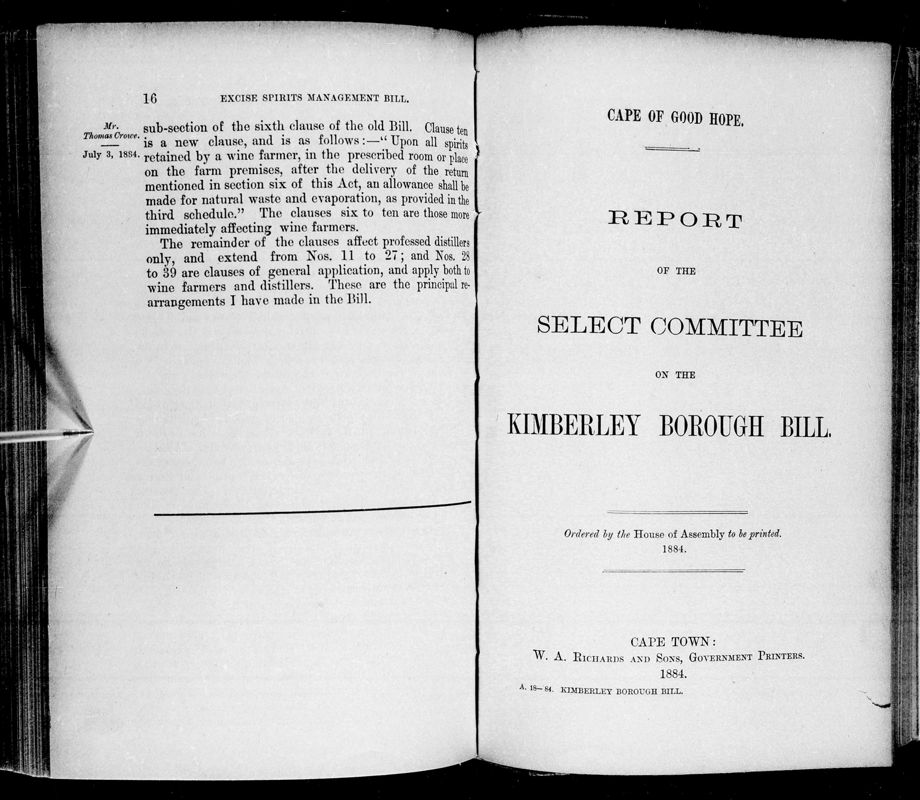 16 EXCISE SPIRITS MANAGEMENT BILL.
Mr.
Thomas Crowe.
July 3, 1884.
sub-section of the sixth clause of the old Bill. Clause ten
is a new clause, and is as follows:—“Upon all spirits
retained by a wine farmer, in the prescribed room or place
on the farm premises, after the delivery of the return
mentioned in section six of this Act, an allowance shall be
made for natural waste and evaporation, as provided in the
third schedule.” The clauses six to ten are those more
immediately affecting wine farmers.
The remainder of the clauses affect professed distillers
only, and extend from Nos. 11 to 27; and Nos. 28
to 39 are clauses of general application, and apply both to
wine farmers and distillers. These are the principal re-
arrangements I have made in the Bill.
CAPE OF GOOD HOPE.
REPORT
OF THE
SELECT COMMITTEE
ON THE
KIMBERLEY BOROUGH BILL.
Ordered by the House of Assembly to be printed.
1884.
CAPE TOWN:
W. A. RICHARDS AND SONS, GOVERNMENT PRINTERS.
1884.
A. 18—84. KIMBERLEY BOROUGH BILL.